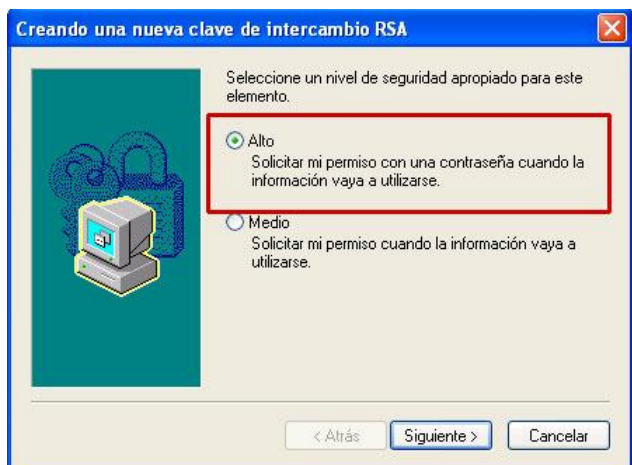 Creando una nueva clave de intercambio RSA
Seleccione un nivel de seguridad apropiado para este
elemento.
Alto
Solicitar mi permiso con una contraseña cuando la
información vaya a utilizarse.
Medio
Solicitar mi permiso cuando la información vaya a
utilizarse.
< Atrás
Siguiente >
Cancelar